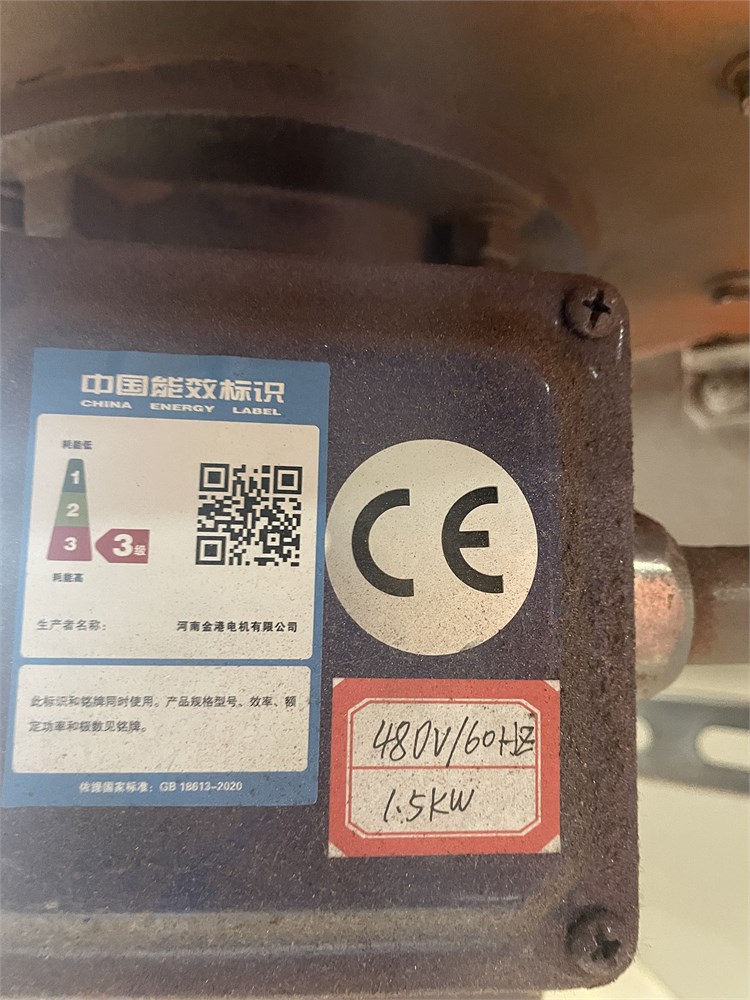 中国能效标识
CHINA ENERGY LABEL
耗能低
1
2
3
3级
耗能高
生产者名称：
河南金港电机有限公司
此标识和铭牌同时使用。产品规格型号、效率、额
定功率和极数见铭牌。
依据国家标准：GB 18613-2020
CE
480V/60HZ
1.5KW